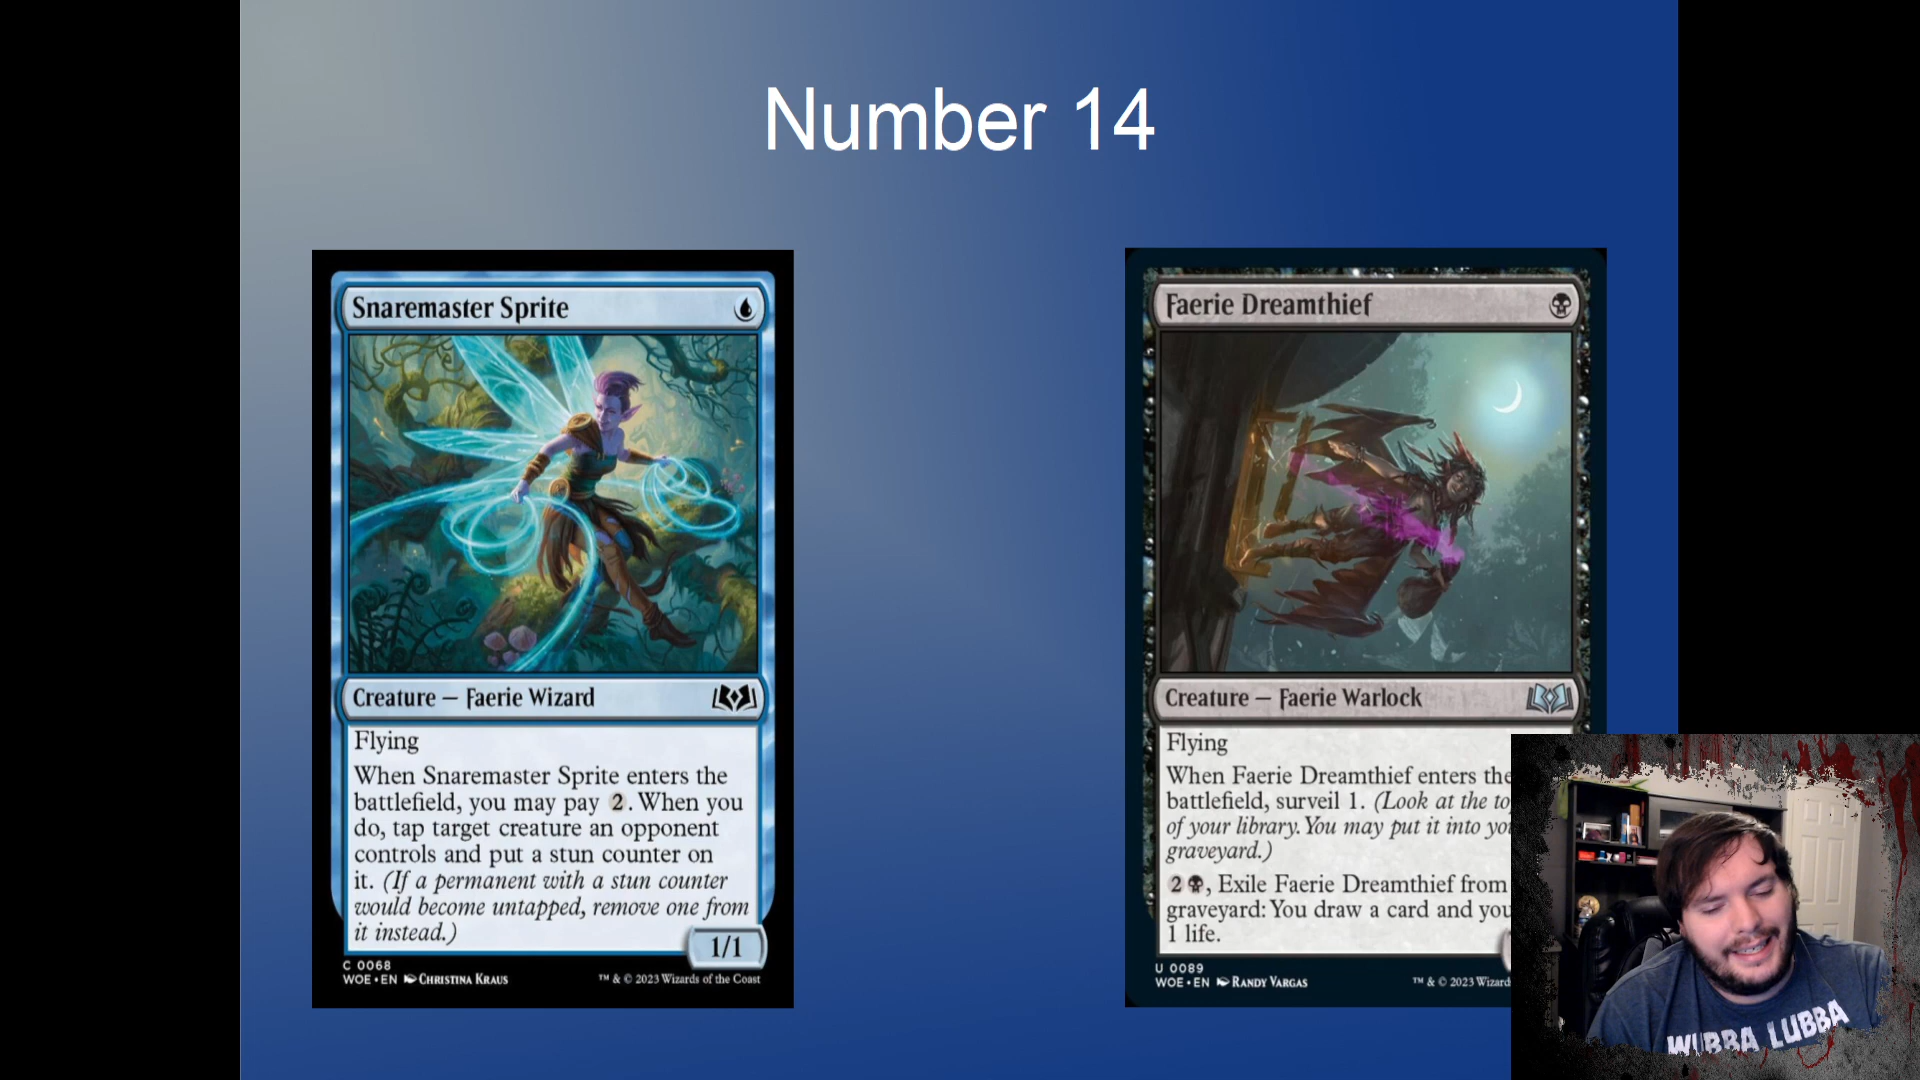 Number 14
Snaremaster Sprite
Creature — Faerie Wizard
Flying
When Snaremaster Sprite enters the
battlefield, you may pay 2. When you
do, tap target creature an opponent
controls and put a stun counter on
it. (If a permanent with a stun counter
would become untapped, remove one from
it instead.)
1/1
C 0068
WOE • EN CHRISTINA KRAUS
™ & © 2023 Wizards of the Coast
Faerie Dreamthief
Creature — Faerie Warlock
Flying
When Faerie Dreamthief enters the
battlefield, surveil 1. (Look at the to
of your library. You may put it into yo
graveyard.)
2, Exile Faerie Dreamthief from
graveyard: You draw a card and you
1 life.
U 0089
WOE • EN RANDY VARGAS
™ & © 2023 Wizard
WUBBA LUBBA